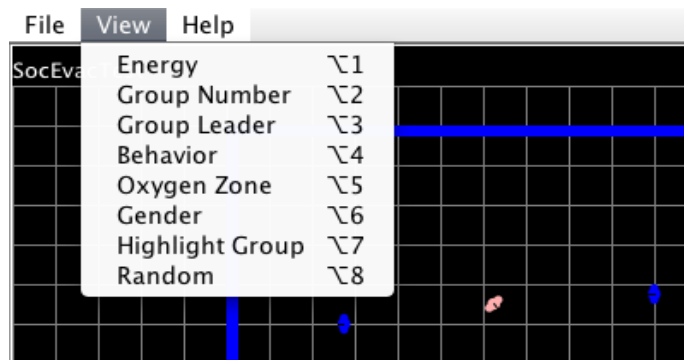 File View Help
SocEva
Energy ⌥1
Group Number ⌥2
Group Leader ⌥3
Behavior ⌥4
Oxygen Zone ⌥5
Gender ⌥6
Highlight Group ⌥7
Random ⌥8